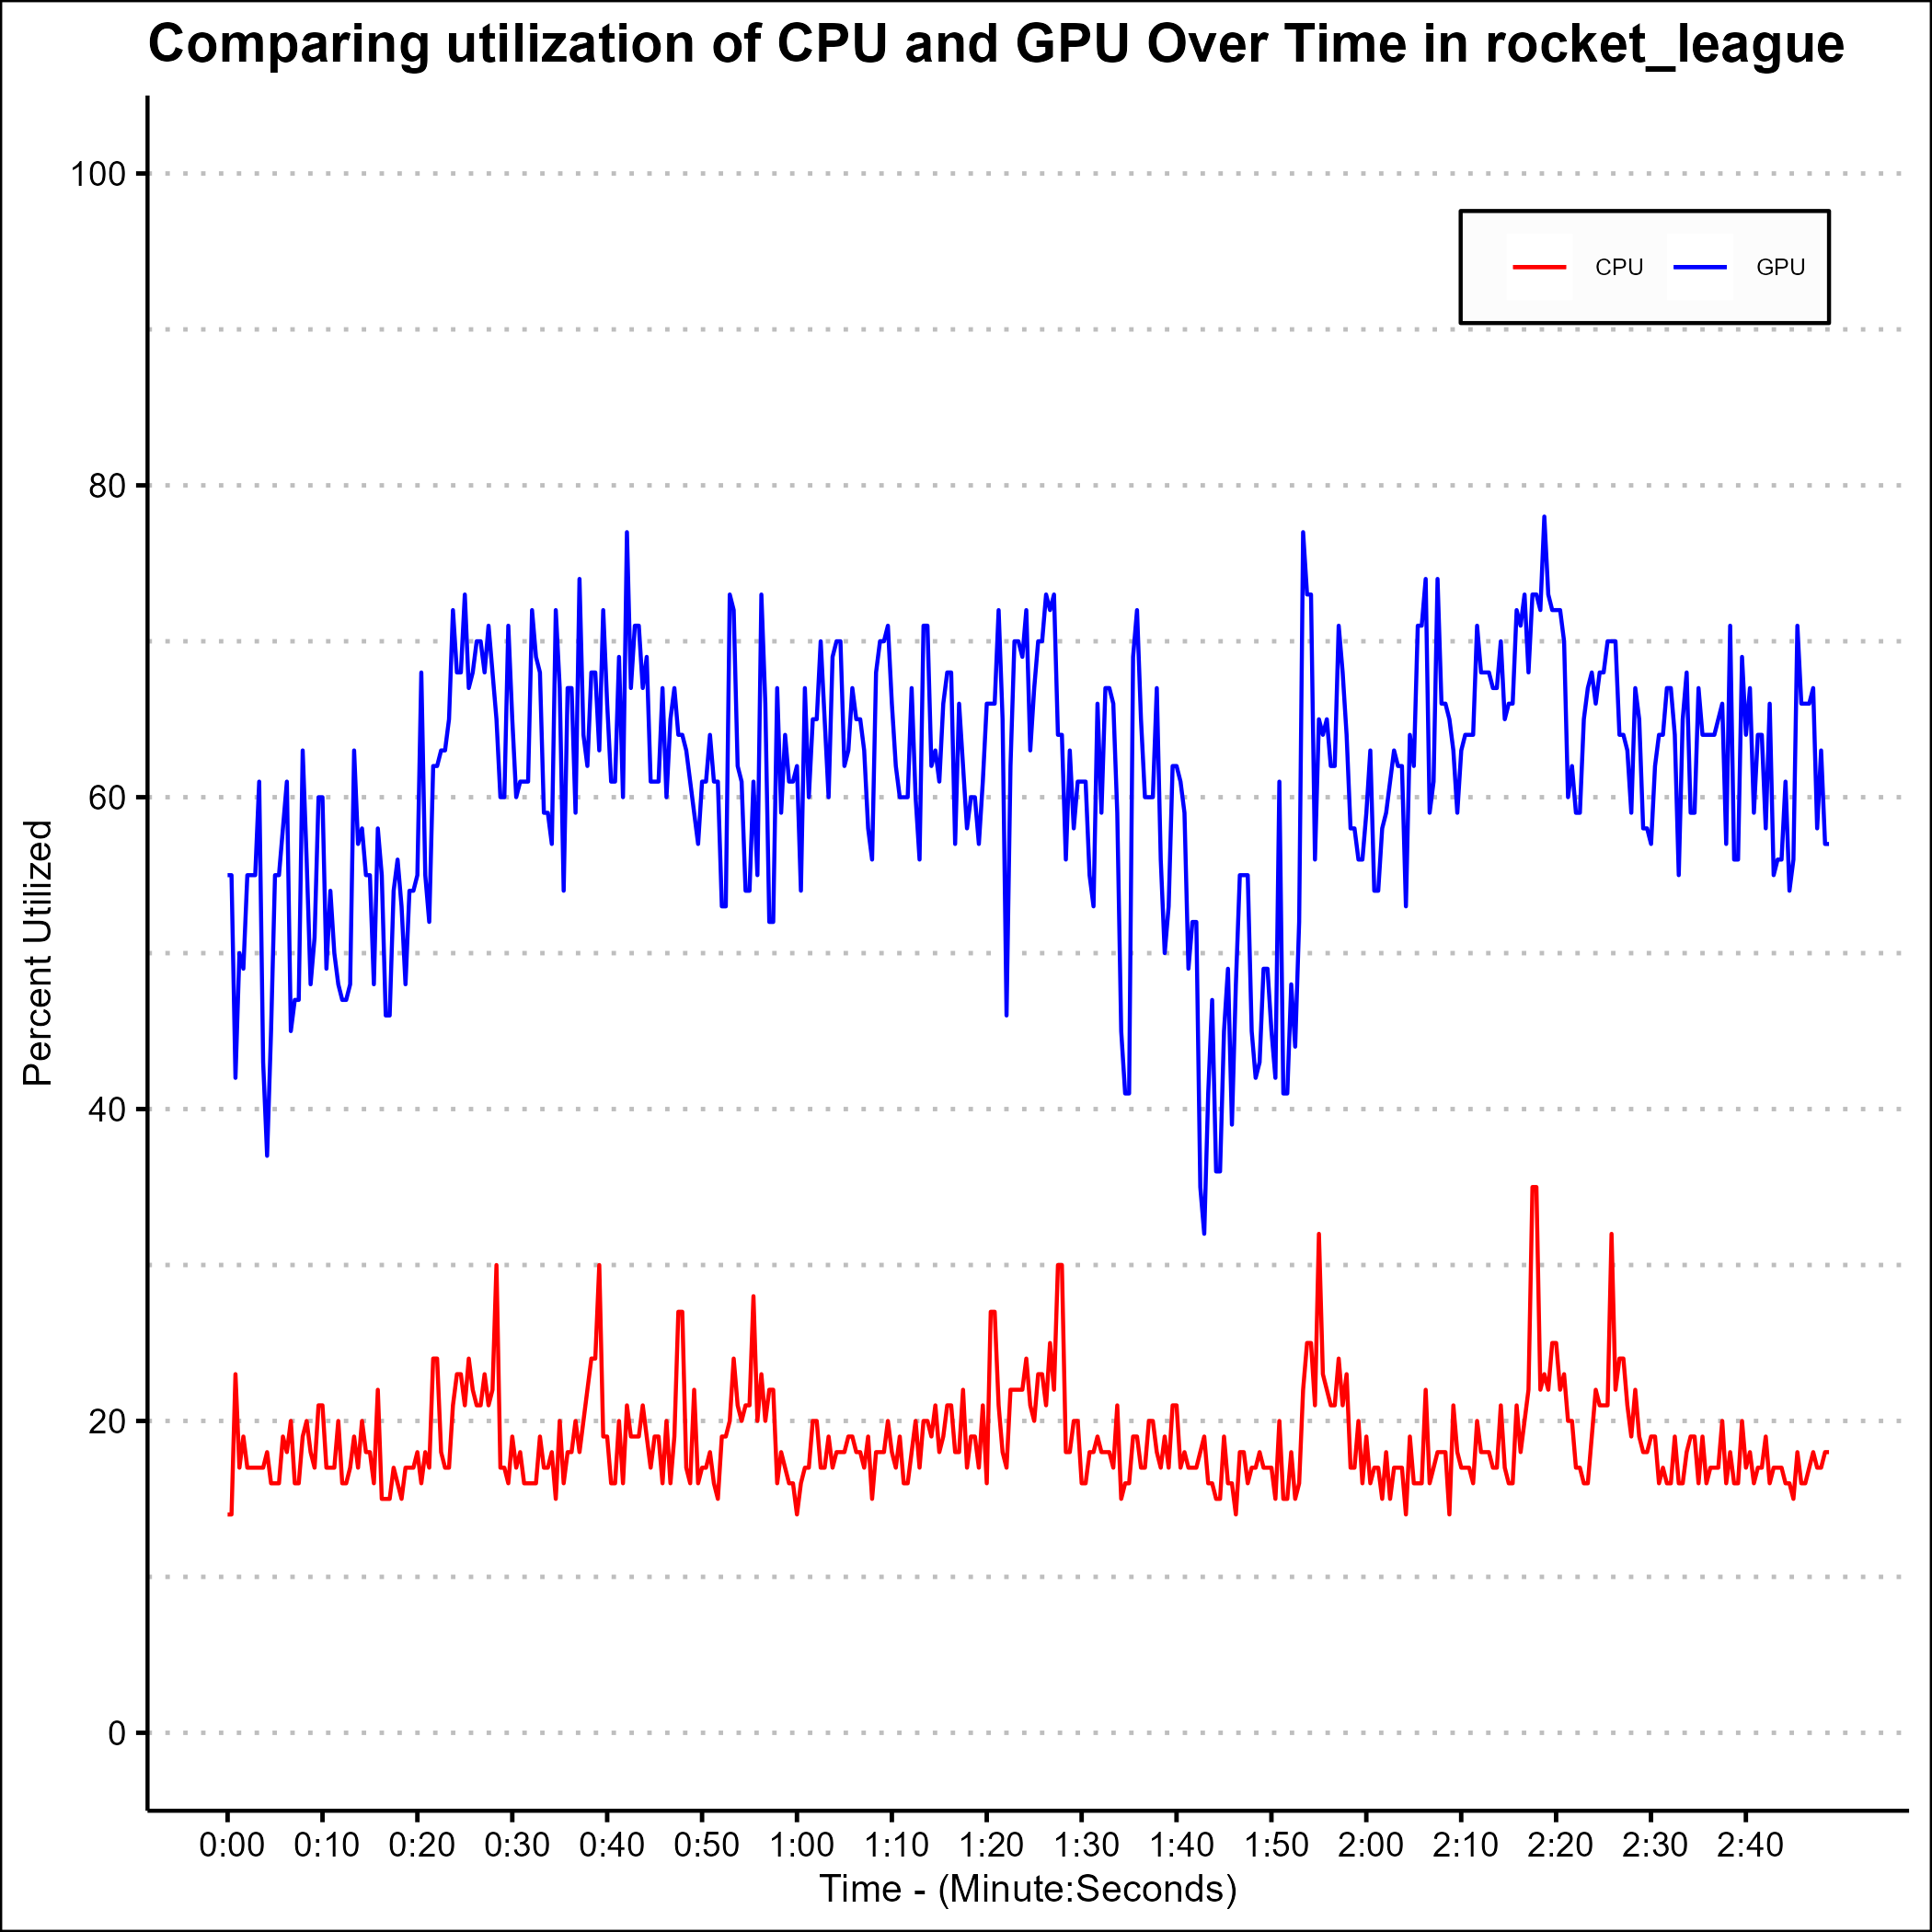 Comparing utilization of CPU and GPU Over Time in rocket_league
100
80
60
40
20
0
Percent Utilized
CPU GPU
0:00 0:10 0:20 0:30 0:40 0:50 1:00 1:10 1:20 1:30 1:40 1:50 2:00 2:10 2:20 2:30 2:40
Time - (Minute:Seconds)